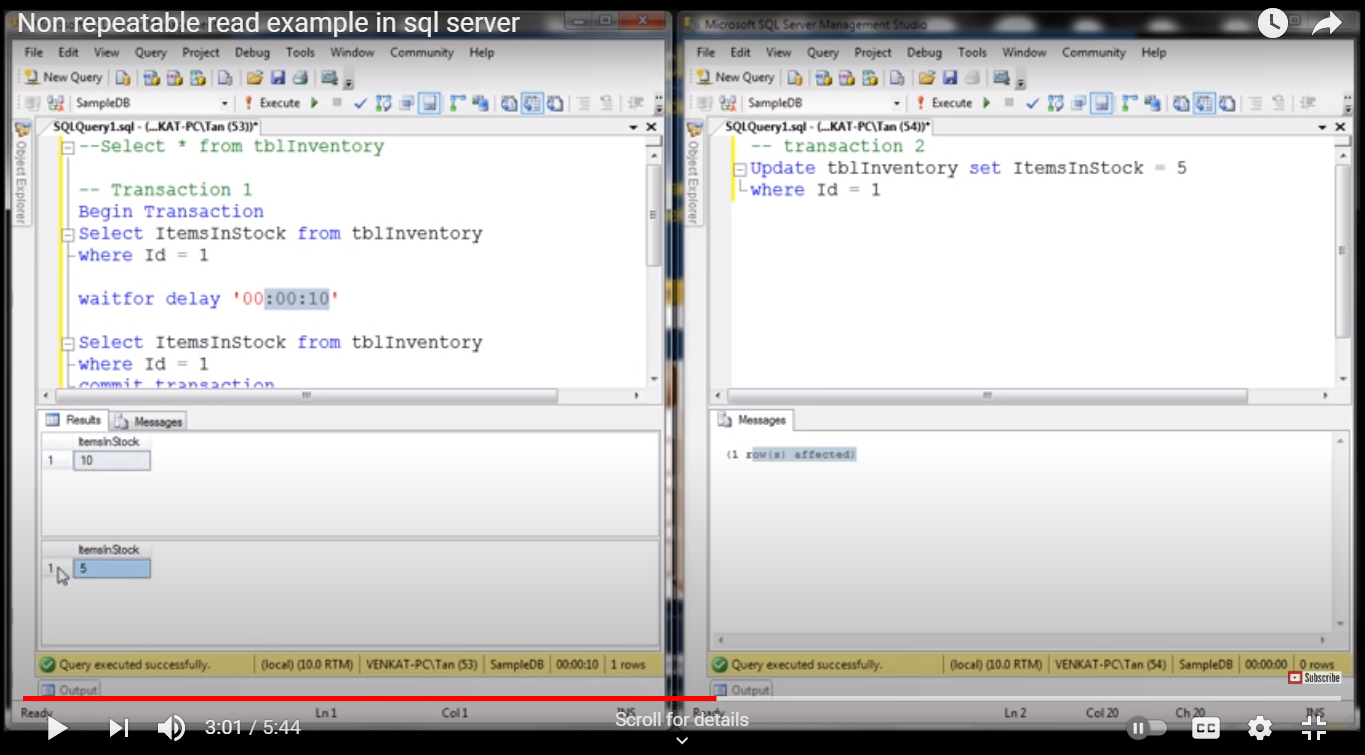 Non repeatable read example in sql server
Microsoft SQL Server Management Studio
File Edit View Query Project Debug Tools Window Community Help
New Query
SampleDB Execute
SQLQuery1.sql - (...KAT-PC\Tan (53))*
Object Explorer
--Select * from tblInventory
-- Transaction 1
Begin Transaction
Select ItemsInStock from tblInventory
where Id = 1
waitfor delay '00:00:10'
Select ItemsInStock from tblInventory
where Id = 1
commit transaction
Results Messages
ItemsInStock
1 10
ItemsInStock
1 5
Query executed successfully. (local) (10.0 RTM) VENKAT-PC\Tan (53) SampleDB 00:00:10 1 rows
Output
Ready Ln 1 Col 1 INS
File Edit View Query Project Debug Tools Window Community Help
New Query
SampleDB Execute
SQLQuery1.sql - (...KAT-PC\Tan (54))*
Object Explorer
-- transaction 2
Update tblInventory set ItemsInStock = 5
where Id = 1
Messages
(1 row(s) affected)
Query executed successfully. (local) (10.0 RTM) VENKAT-PC\Tan (54) SampleDB 00:00:00 0 rows
Subscribe
Output
Ready Ln 2 Col 20 Ch 20 INS
3:01 / 5:44
Scroll for details
CC